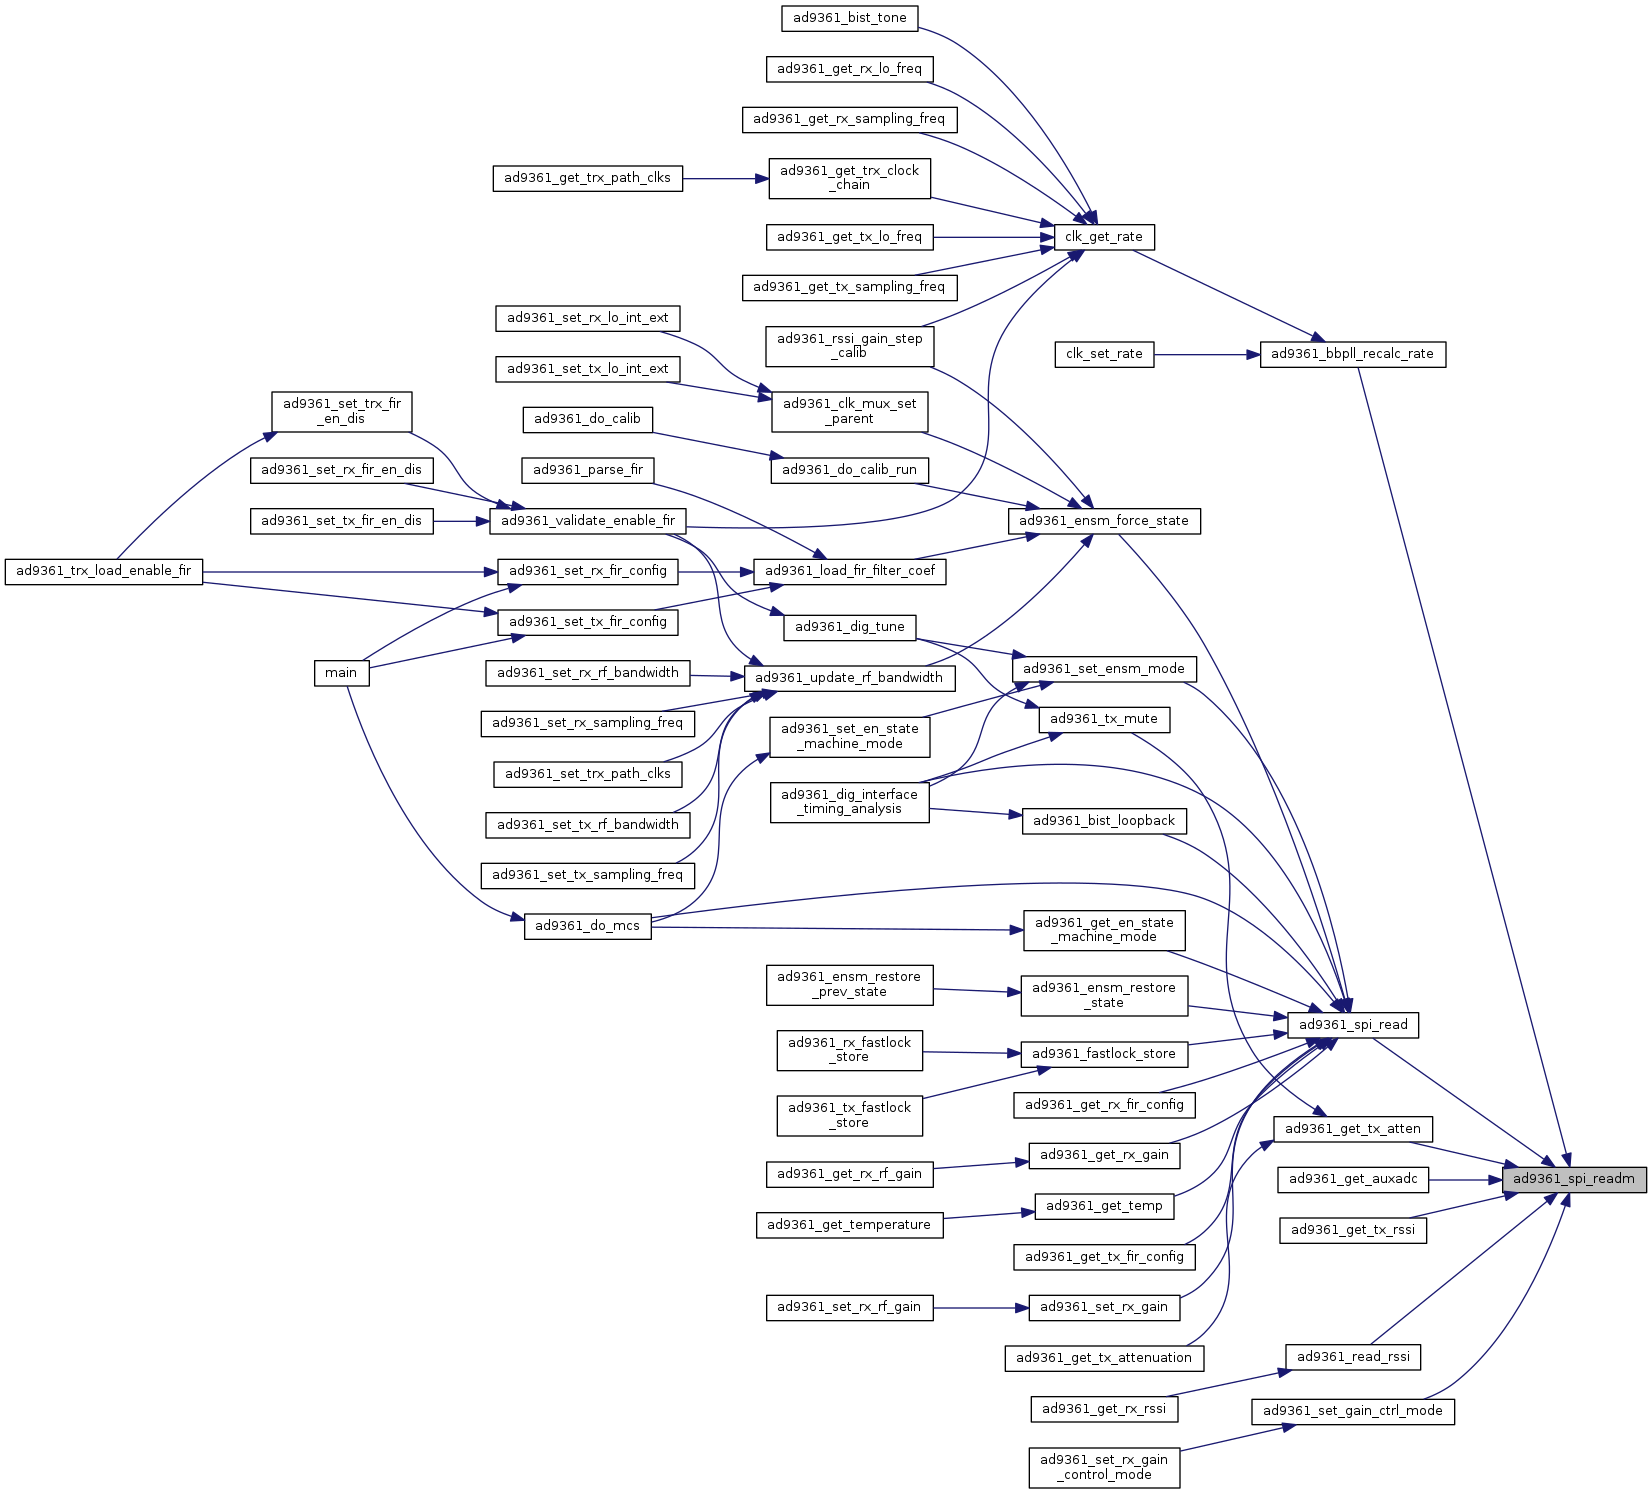 ad9361_bist_tone
ad9361_get_rx_lo_freq
ad9361_get_rx_sampling_freq
ad9361_get_trx_path_clks
ad9361_get_trx_clock
_chain
ad9361_get_tx_lo_freq
clk_get_rate
ad9361_get_tx_sampling_freq
ad9361_set_rx_lo_int_ext
ad9361_rssi_gain_step
_calib
clk_set_rate
ad9361_bbpll_recalc_rate
ad9361_set_tx_lo_int_ext
ad9361_set_trx_fir
_en_dis
ad9361_clk_mux_set
_parent
ad9361_do_calib
ad9361_set_rx_fir_en_dis
ad9361_parse_fir
ad9361_do_calib_run
ad9361_set_tx_fir_en_dis
ad9361_validate_enable_fir
ad9361_ensm_force_state
ad9361_trx_load_enable_fir
ad9361_set_rx_fir_config
ad9361_load_fir_filter_coef
ad9361_set_tx_fir_config
ad9361_dig_tune
main
ad9361_set_rx_rf_bandwidth
ad9361_update_rf_bandwidth
ad9361_set_ensm_mode
ad9361_set_rx_sampling_freq
ad9361_set_en_state
_machine_mode
ad9361_tx_mute
ad9361_set_trx_path_clks
ad9361_dig_interface
_timing_analysis
ad9361_set_tx_rf_bandwidth
ad9361_bist_loopback
ad9361_set_tx_sampling_freq
ad9361_do_mcs
ad9361_get_en_state
_machine_mode
ad9361_ensm_restore
_prev_state
ad9361_ensm_restore
_state
ad9361_spi_read
ad9361_rx_fastlock
_store
ad9361_fastlock_store
ad9361_tx_fastlock
_store
ad9361_get_rx_fir_config
ad9361_get_tx_atten
ad9361_get_rx_rf_gain
ad9361_get_rx_gain
ad9361_get_auxadc
ad9361_spi_readm
ad9361_get_temperature
ad9361_get_temp
ad9361_get_tx_rssi
ad9361_get_tx_fir_config
ad9361_set_rx_rf_gain
ad9361_set_rx_gain
ad9361_get_tx_attenuation
ad9361_read_rssi
ad9361_get_rx_rssi
ad9361_set_gain_ctrl_mode
ad9361_set_rx_gain
_control_mode